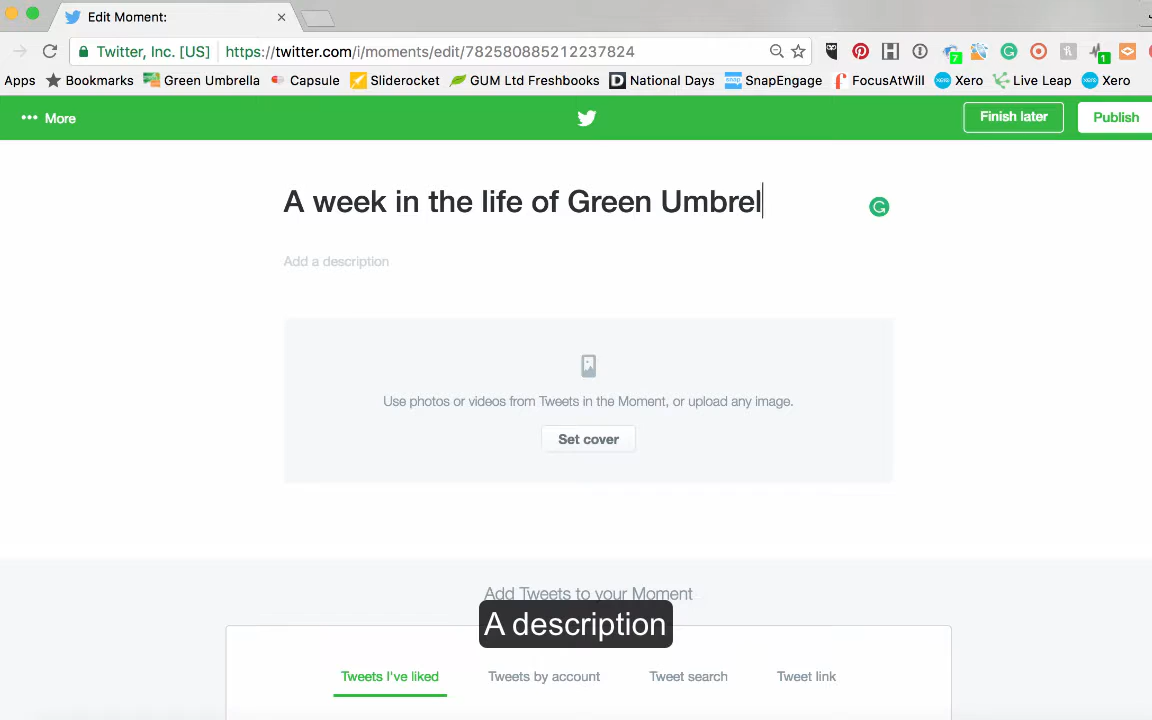 Edit Moment:
Twitter, Inc. [US] https://twitter.com/i/moments/edit/782580885212237824
7
1
Apps Bookmarks Green Umbrella Capsule Sliderocket GUM Ltd Freshbooks National Days SnapEngage FocusAtWill Xero Live Leap Xero
More
Finish later
Publish
A week in the life of Green Umbrel
Add a description
Use photos or videos from Tweets in the Moment, or upload any image.
Set cover
Add Tweets to your Moment
A description
Tweets I've liked Tweets by account Tweet search Tweet link